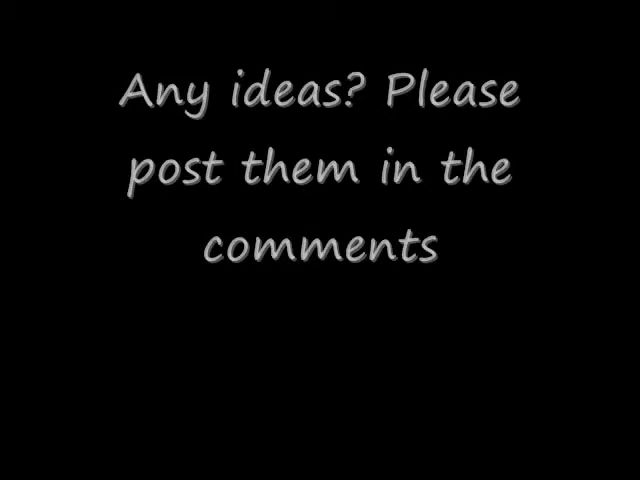 Any ideas? Please
post them in the
comments